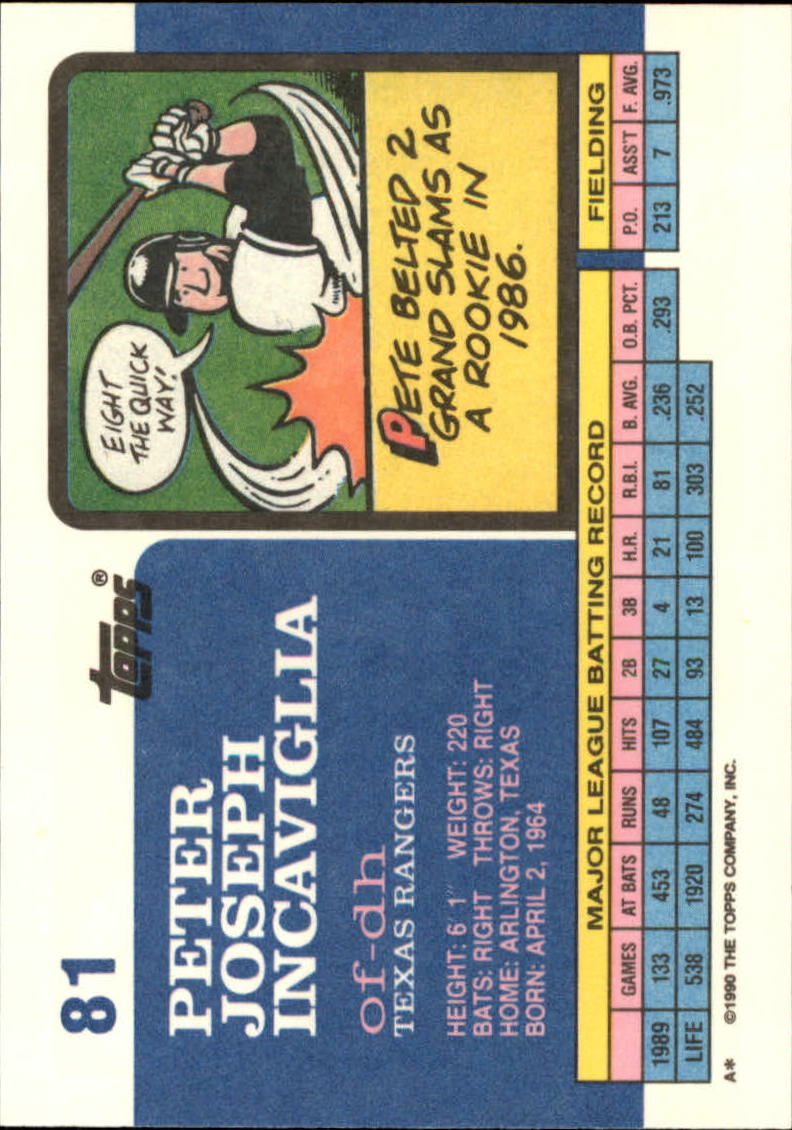 81
TOPPS®
PETER
JOSEPH
INCAVIGLIA
of-dh
TEXAS RANGERS
HEIGHT: 6' 1" WEIGHT: 220
BATS: RIGHT THROWS: RIGHT
HOME: ARLINGTON, TEXAS
BORN: APRIL 2, 1964
EIGHT
THE QUICK
WAY!
PETE BELTED 2
GRAND SLAMS AS
A ROOKIE IN
1986.
MAJOR LEAGUE BATTING RECORD FIELDING
GAMES AT BATS RUNS HITS 2B 3B H.R. R.B.I. B. AVG. O.B. PCT. P.O. ASS'T F. AVG.
1989 133 453 48 107 27 4 21 81 .236 .293 213 7 .973
LIFE 538 1920 274 484 93 13 100 303 .252
A* ©1990 THE TOPPS COMPANY, INC.